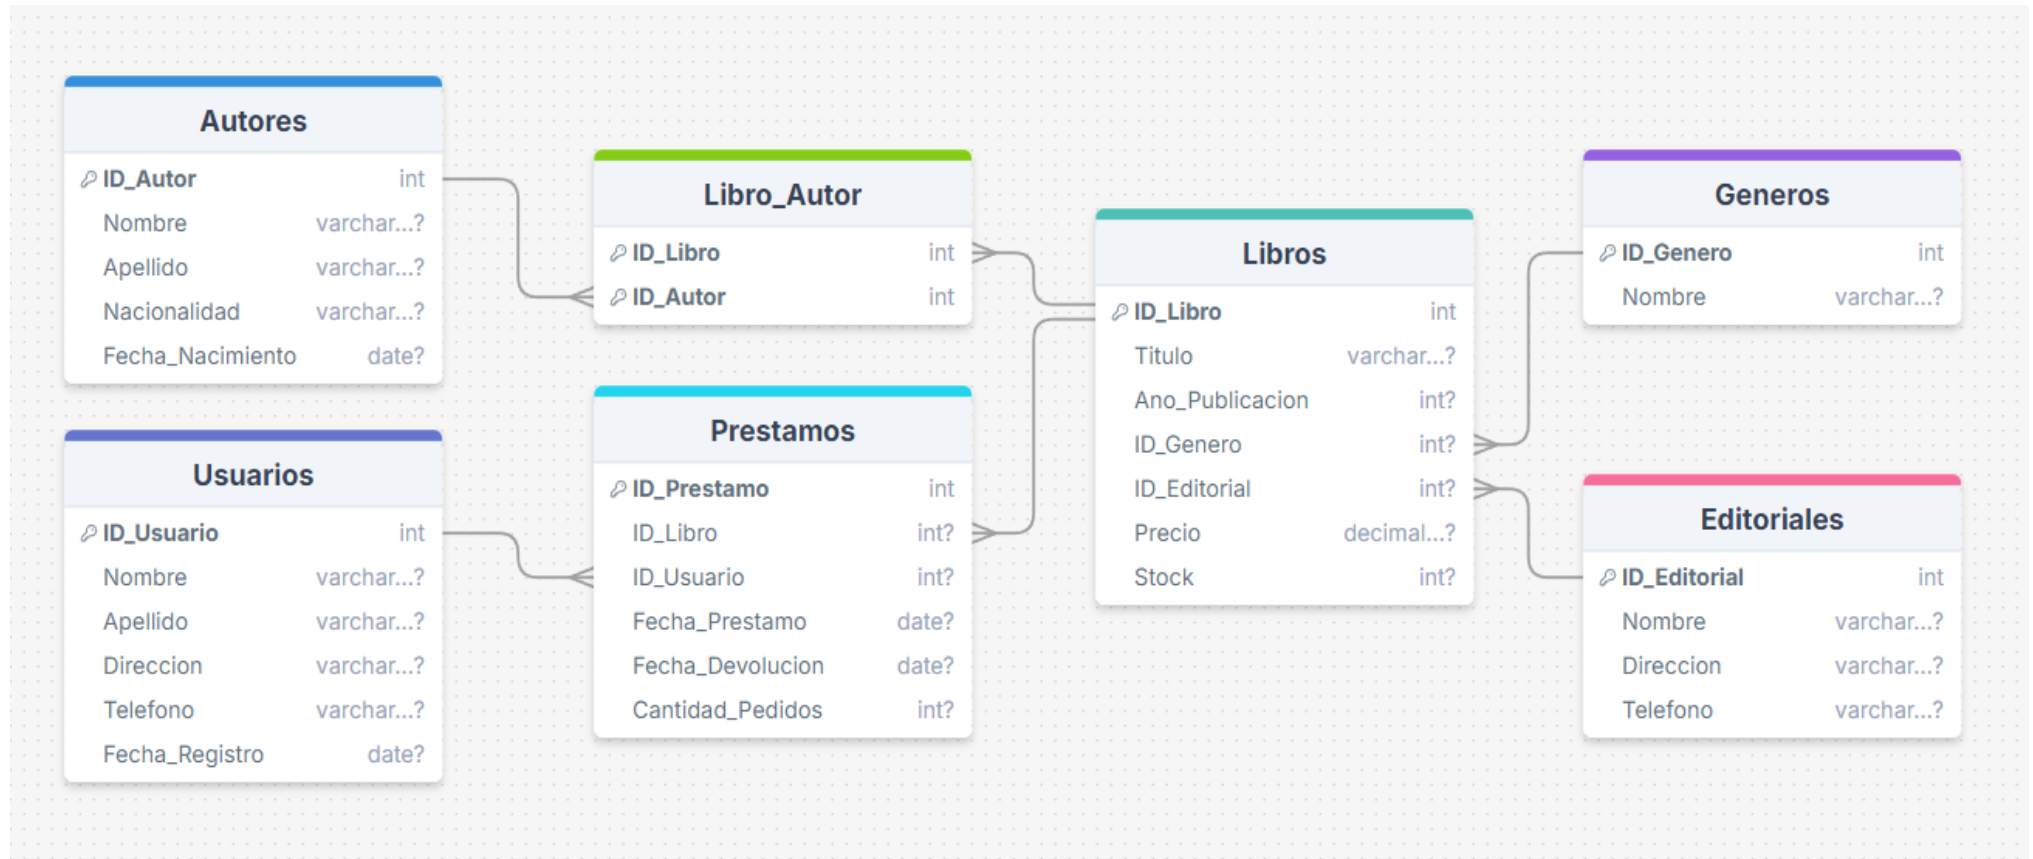 Autores
ID_Autor int
Nombre varchar...?
Apellido varchar...?
Nacionalidad varchar...?
Fecha_Nacimiento date?
Usuarios
ID_Usuario int
Nombre varchar...?
Apellido varchar...?
Direccion varchar...?
Telefono varchar...?
Fecha_Registro date?
Libro_Autor
ID_Libro int
ID_Autor int
Prestamos
ID_Prestamo int
ID_Libro int?
ID_Usuario int?
Fecha_Prestamo date?
Fecha_Devolucion date?
Cantidad_Pedidos int?
Libros
ID_Libro int
Titulo varchar...?
Ano_Publicacion int?
ID_Genero int?
ID_Editorial int?
Precio decimal...?
Stock int?
Generos
ID_Genero int
Nombre varchar...?
Editoriales
ID_Editorial int
Nombre varchar...?
Direccion varchar...?
Telefono varchar...?